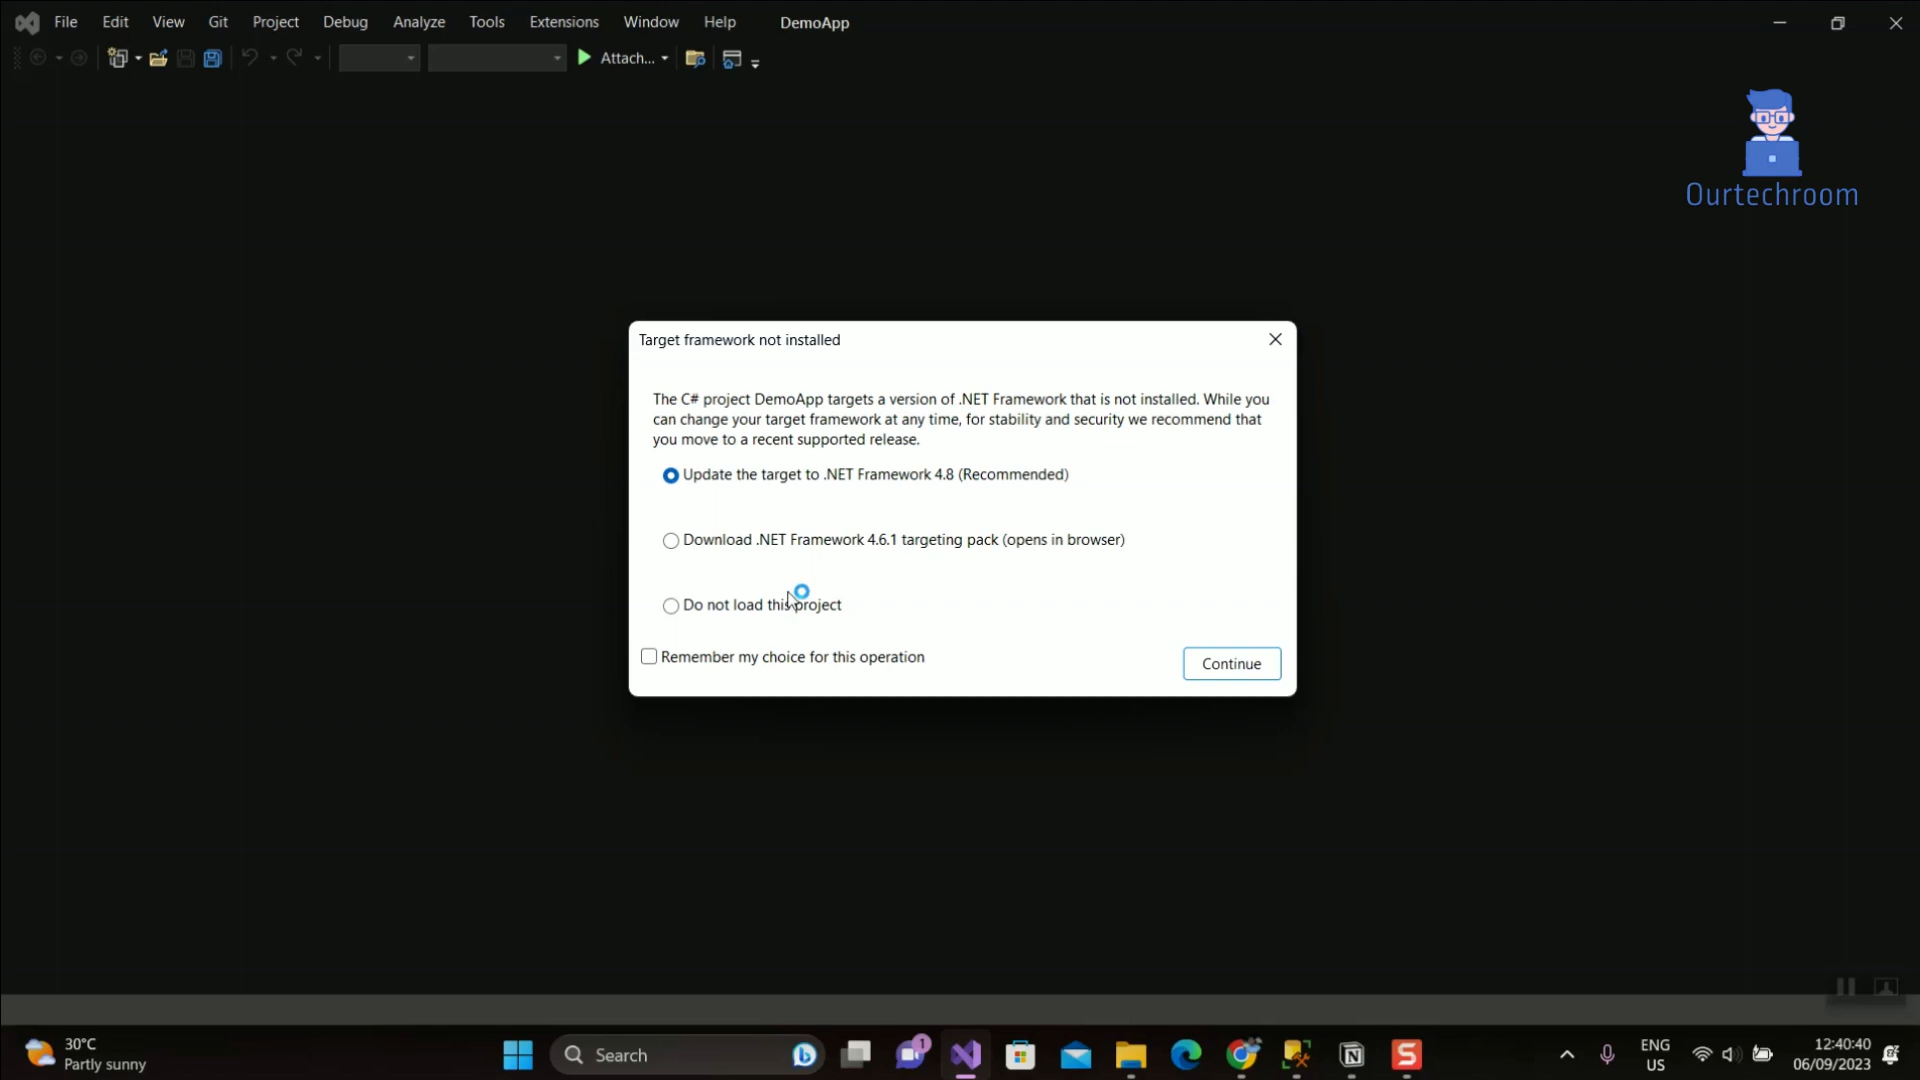 File Edit View Git Project Debug Analyze Tools Extensions Window Help DemoApp
Attach...
Ourtechroom
Target framework not installed
The C# project DemoApp targets a version of .NET Framework that is not installed. While you
can change your target framework at any time, for stability and security we recommend that
you move to a recent supported release.
Update the target to .NET Framework 4.8 (Recommended)
Download .NET Framework 4.6.1 targeting pack (opens in browser)
Do not load this project
Remember my choice for this operation
Continue
30°C
Partly sunny
Search
1
N
S
ENG
US
12:40:40
06/09/2023